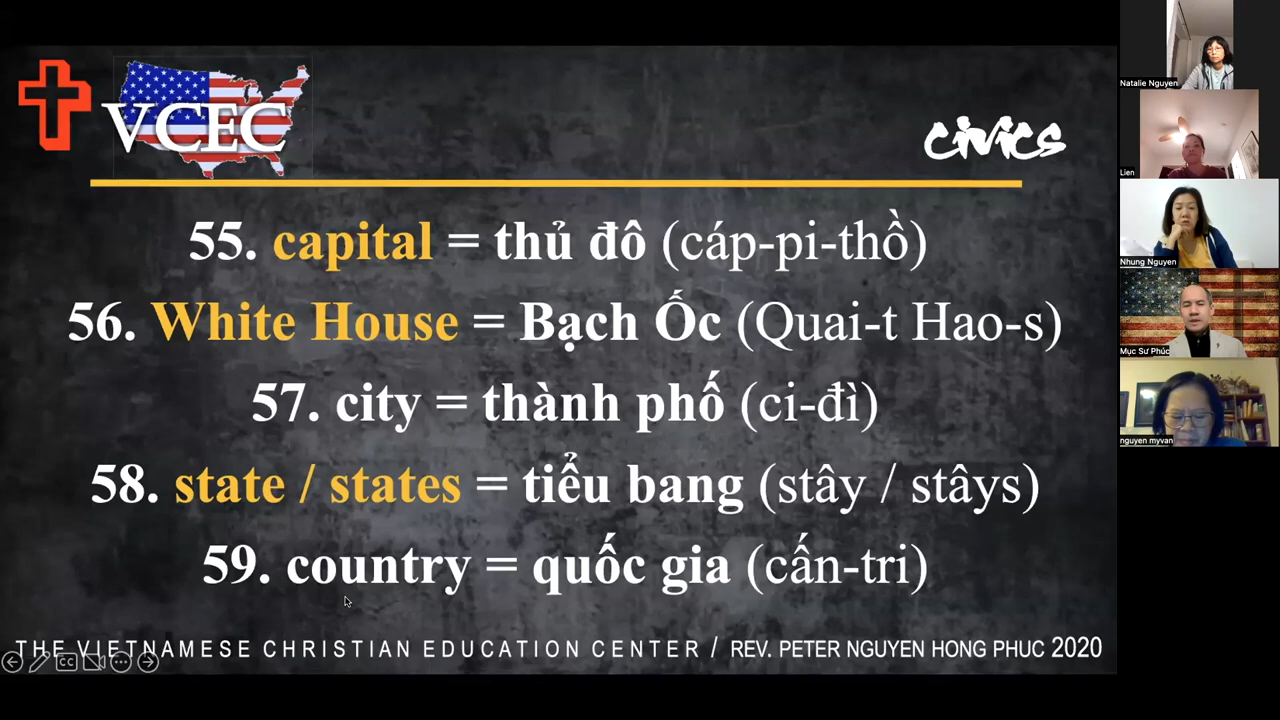 VCEC
civics
55. capital = thủ đô (cáp-pi-thồ)
56. White House = Bạch Ốc (Quai-t Hao-s)
57. city = thành phố (ci-đì)
58. state / states = tiểu bang (stây / stâys)
59. country = quốc gia (cấn-tri)
THE VIETNAMESE CHRISTIAN EDUCATION CENTER / REV. PETER NGUYEN HONG PHUC 2020
CC
Natalie Nguyen
Lien
Nhung Nguyen
Mục Sư Phúc
nguyen myvan